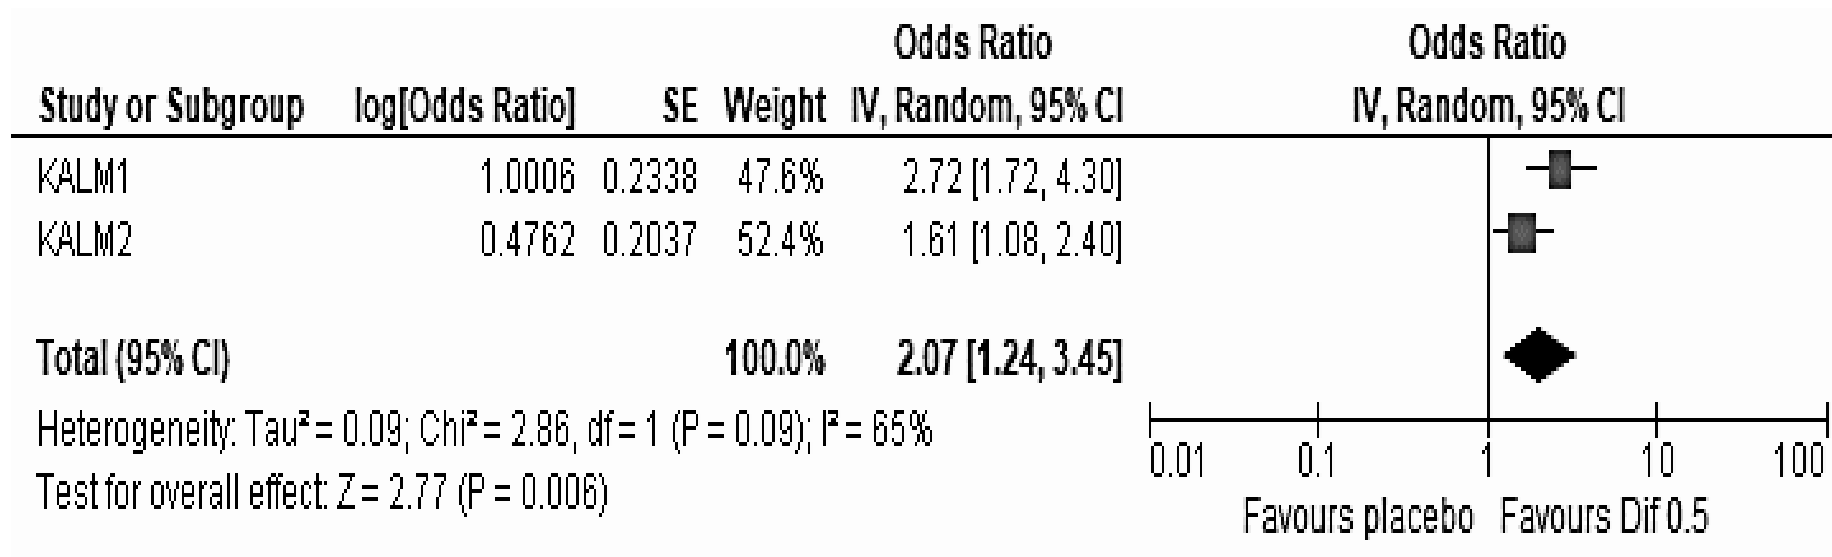 Odds Ratio Odds Ratio
Study or Subgroup log[Odds Ratio] SE Weight IV, Random, 95% CI IV, Random, 95% CI
KALM1 1.0006 0.2338 47.6% 2.72 [1.72, 4.30]
KALM2 0.4762 0.2037 52.4% 1.61 [1.08, 2.40]
Total (95% CI) 100.0% 2.07 [1.24, 3.45]
Heterogeneity: Tau² = 0.09; Chi² = 2.86, df = 1 (P = 0.09); I² = 65%
Test for overall effect: Z = 2.77 (P = 0.006)
0.01 0.1 1 10 100
Favours placebo Favours Dif 0.5